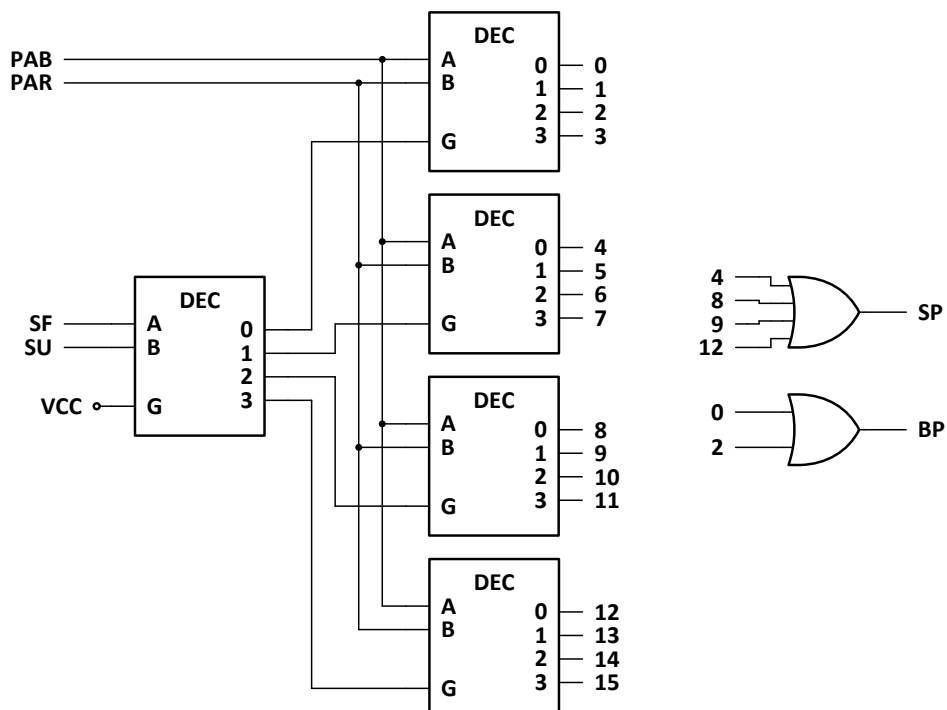 DEC
PAB A 0 0
PAR B 1 1
2 2
3 3
G
DEC
A 0 4
B 1 5
2 6
G 3 7
DEC
SF A 0
SU B 1
2
VCC G 3
DEC
A 0 8
B 1 9
2 10
G 3 11
DEC
A 0 12
B 1 13
2 14
G 3 15
4
8 SP
9
12
0
BP
2